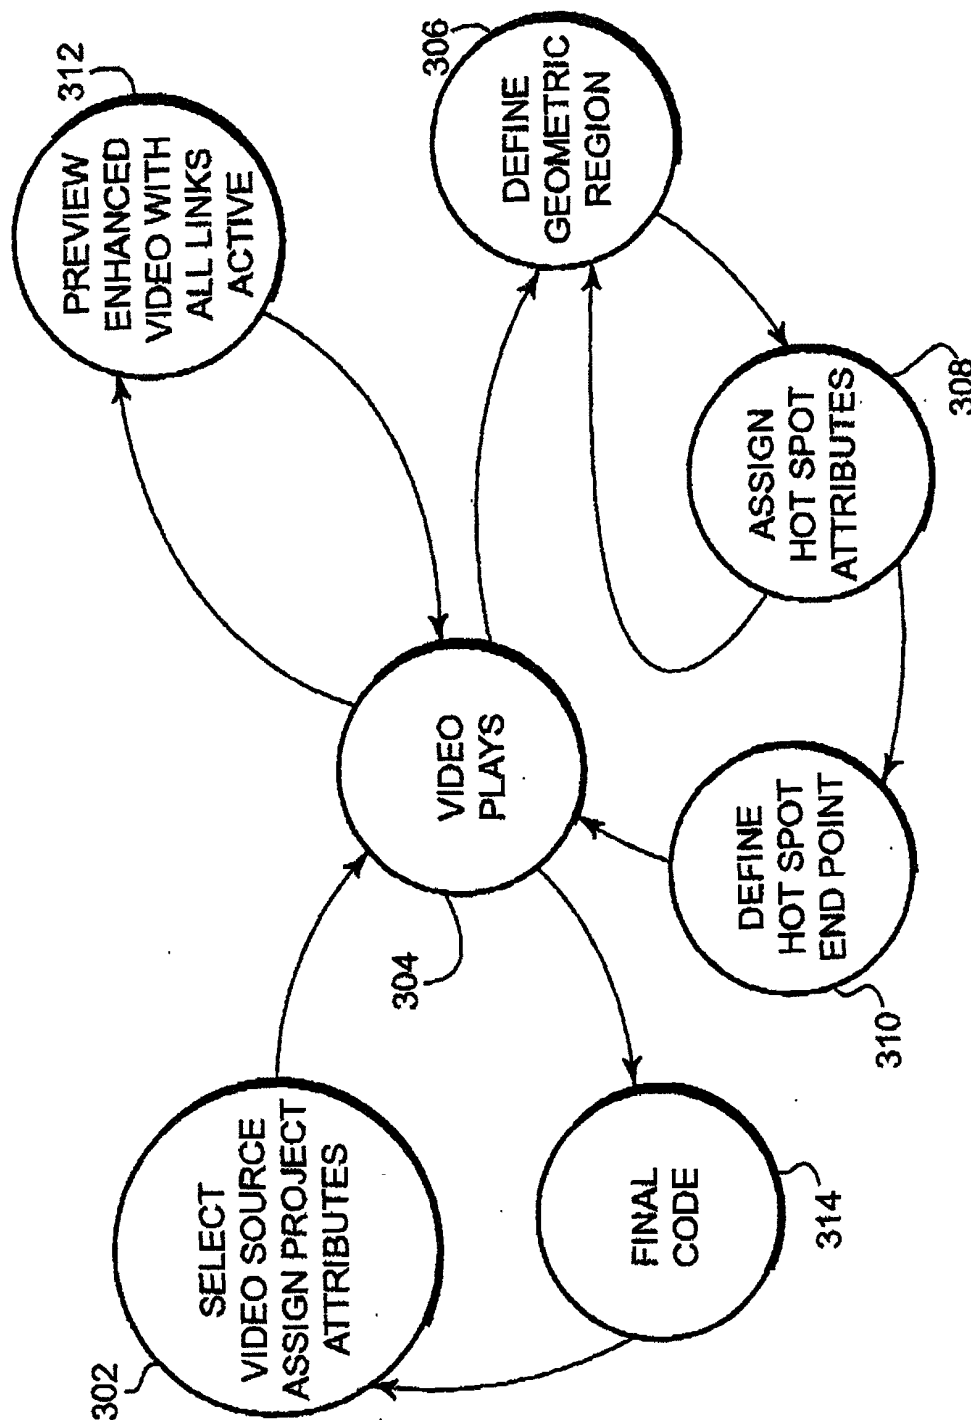 302
SELECT
VIDEO SOURCE
ASSIGN PROJECT
ATTRIBUTES
304
VIDEO
PLAYS
312
PREVIEW
ENHANCED
VIDEO WITH
ALL LINKS
ACTIVE
306
DEFINE
GEOMETRIC
REGION
308
ASSIGN
HOT SPOT
ATTRIBUTES
310
DEFINE
HOT SPOT
END POINT
314
FINAL
CODE